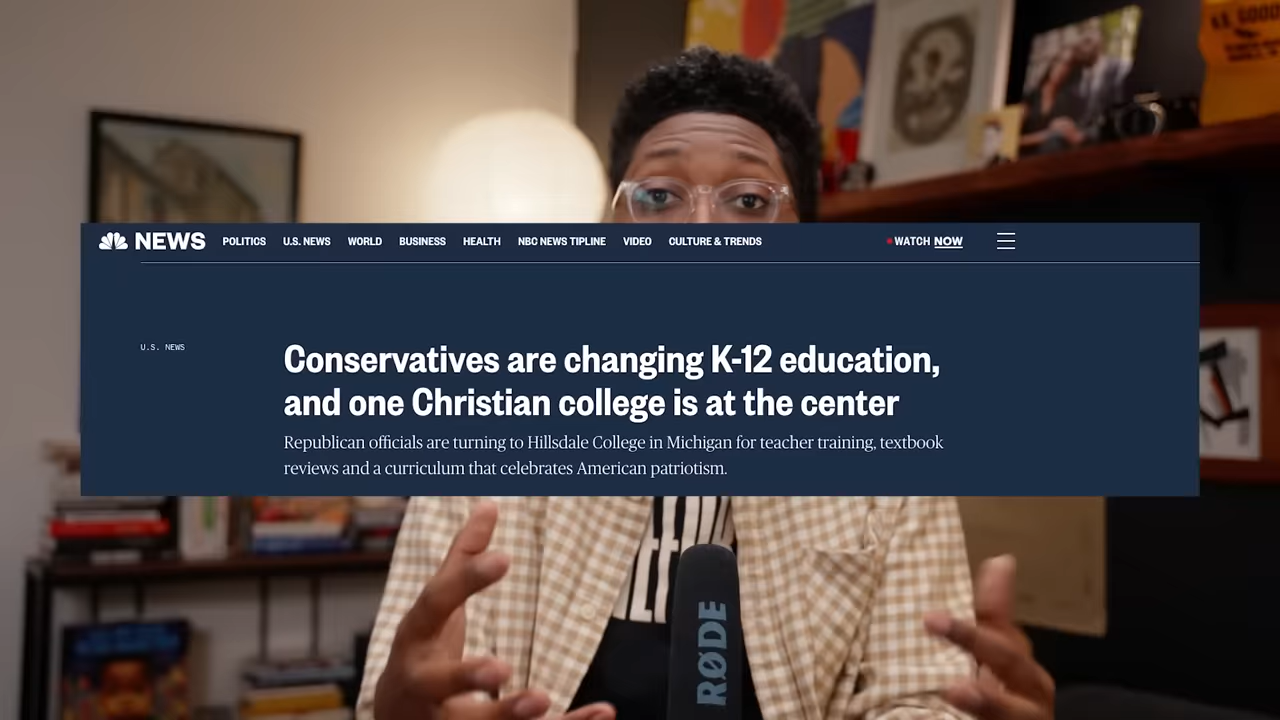 NEWS POLITICS U.S. NEWS WORLD BUSINESS HEALTH NBC NEWS TIPLINE VIDEO CULTURE & TRENDS WATCH NOW
U.S. NEWS
Conservatives are changing K-12 education,
and one Christian college is at the center
Republican officials are turning to Hillsdale College in Michigan for teacher training, textbook
reviews and a curriculum that celebrates American patriotism.
RØDE